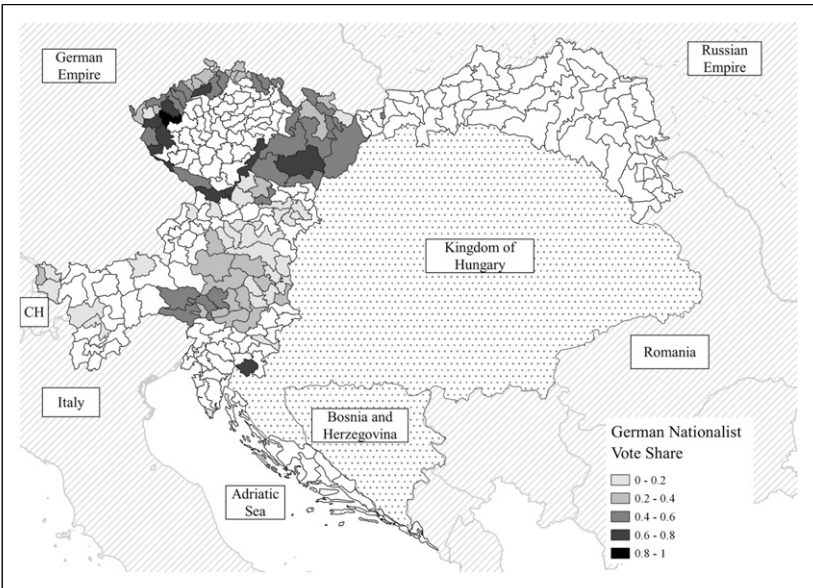 German
Empire
Russian
Empire
Kingdom of
Hungary
CH
Romania
Italy
Bosnia and
Herzegovina
Adriatic
Sea
German Nationalist
Vote Share
0 - 0.2
0.2 - 0.4
0.4 - 0.6
0.6 - 0.8
0.8 - 1